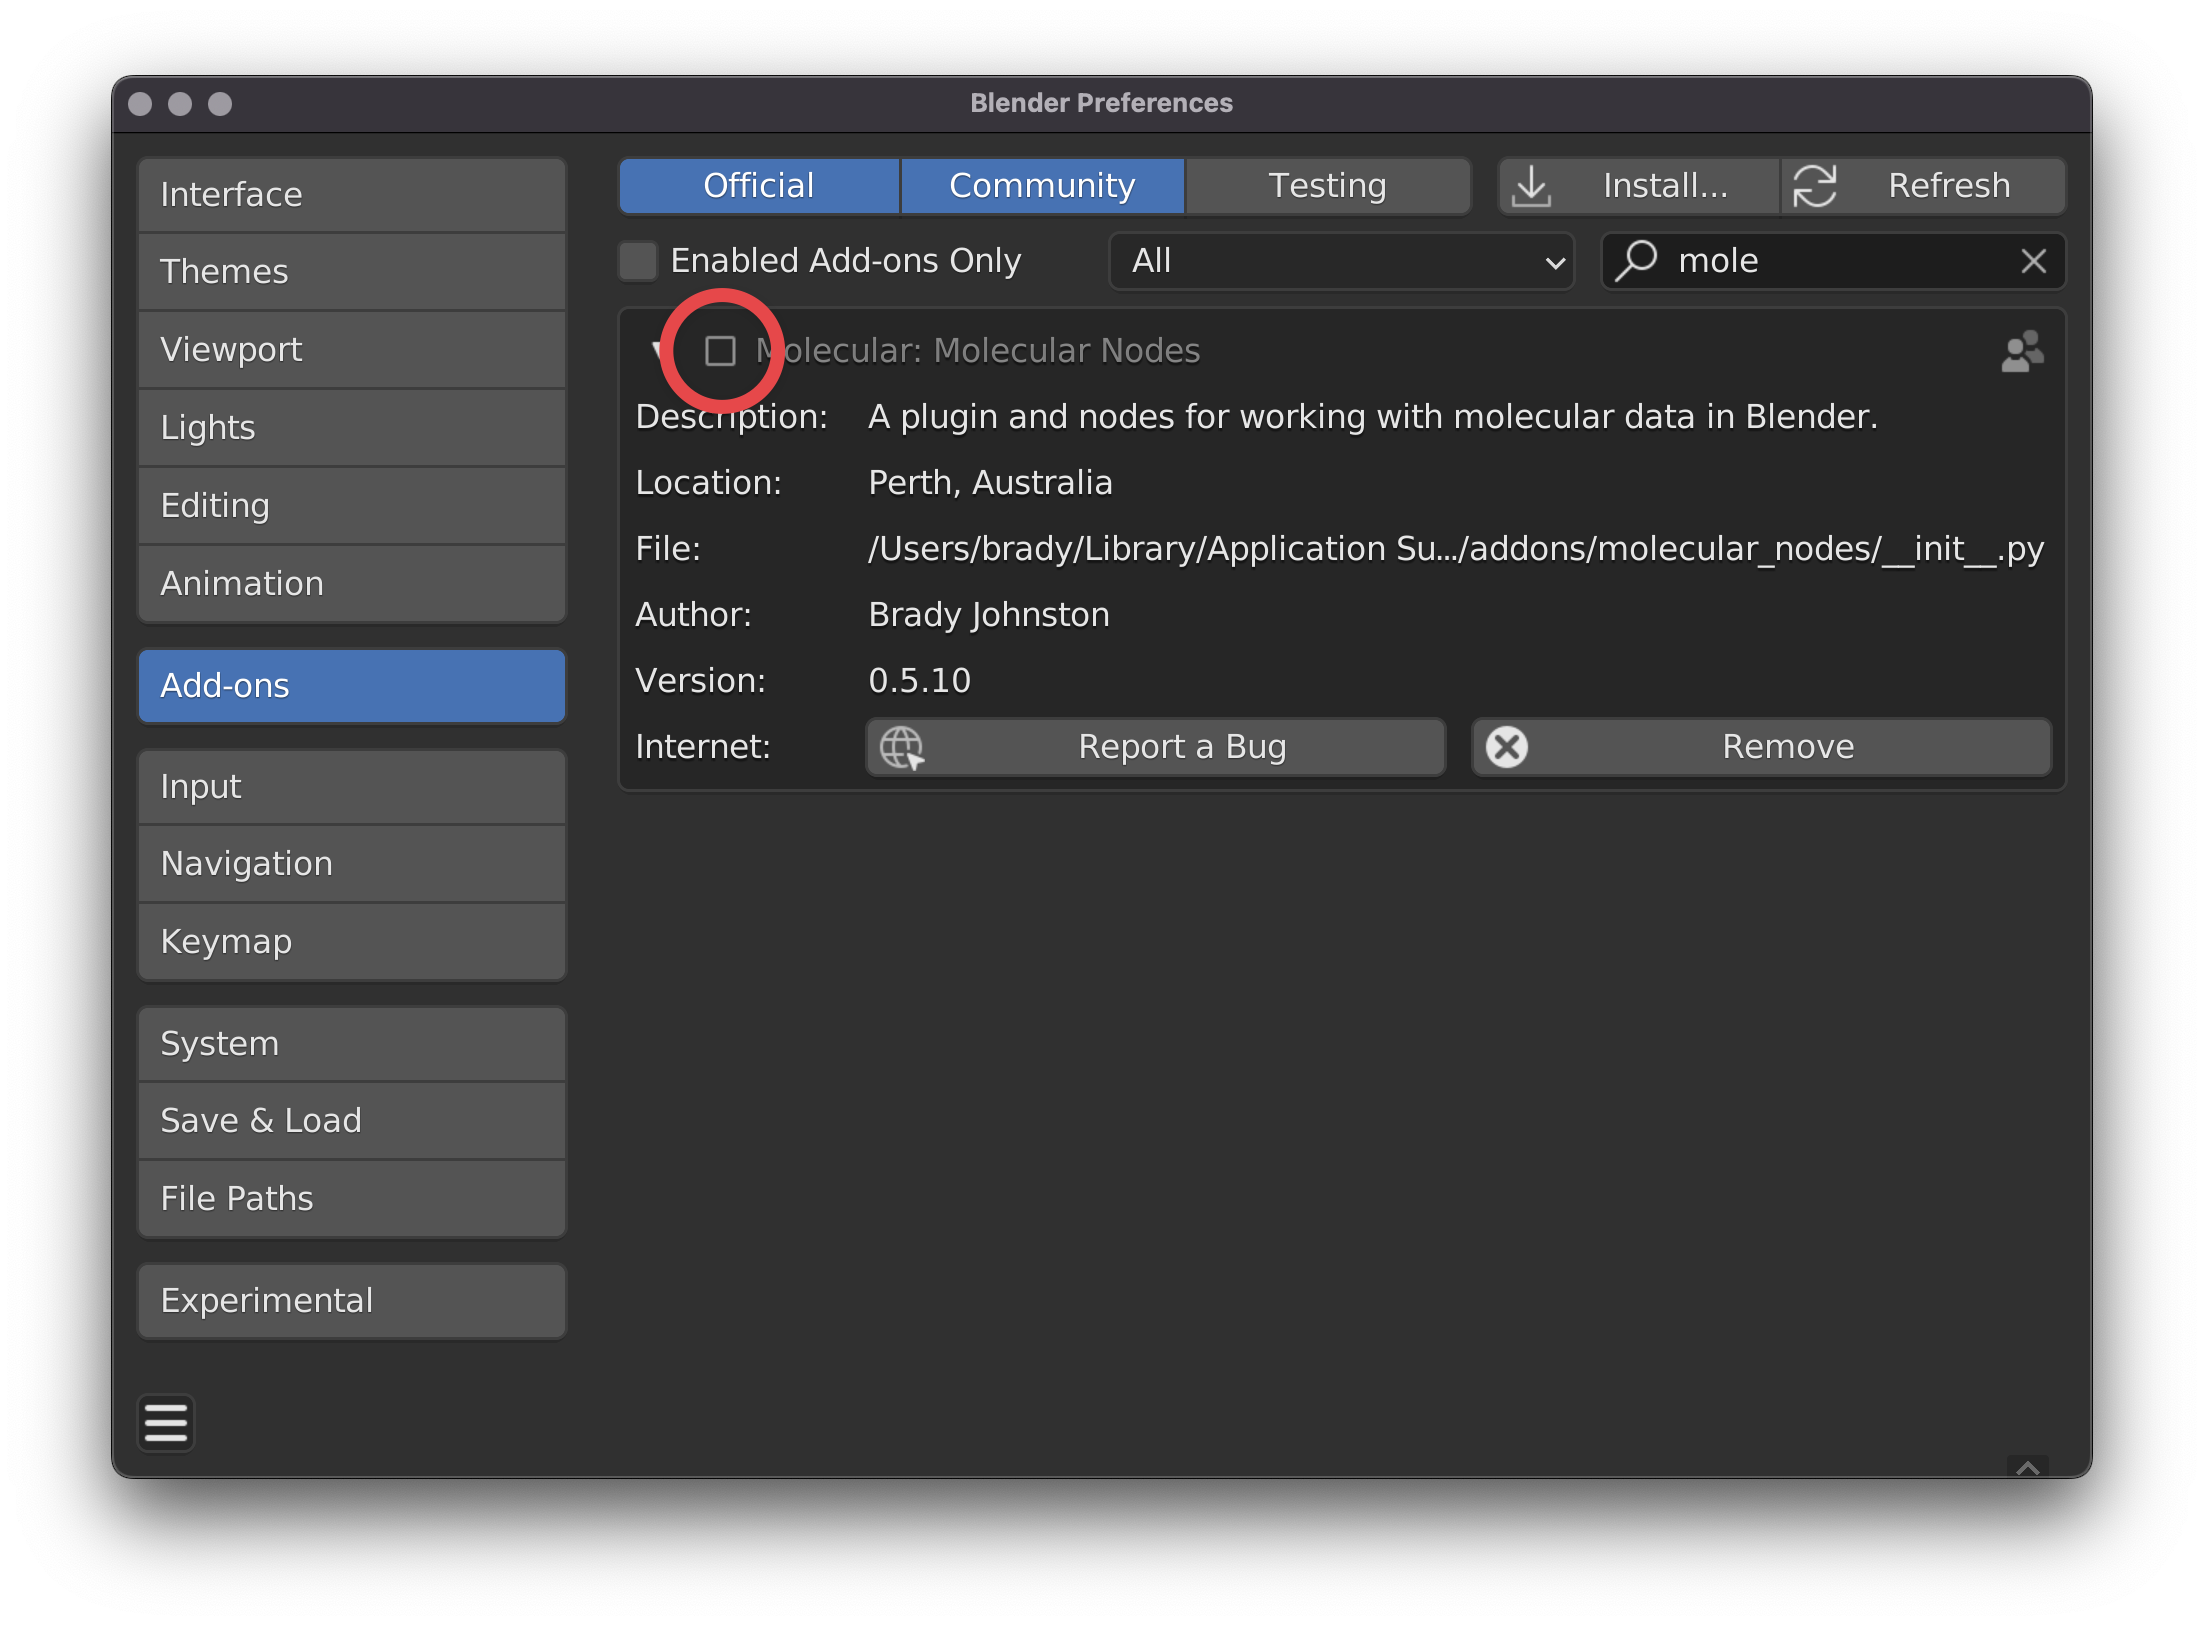 Blender Preferences
Interface
Themes
Viewport
Lights
Editing
Animation
Add-ons
Input
Navigation
Keymap
System
Save & Load
File Paths
Experimental
Official Community Testing Install... Refresh
Enabled Add-ons Only All mole
Molecular: Molecular Nodes
Description: A plugin and nodes for working with molecular data in Blender.
Location: Perth, Australia
File: /Users/brady/Library/Application Su.../addons/molecular_nodes/__init__.py
Author: Brady Johnston
Version: 0.5.10
Internet: Report a Bug Remove